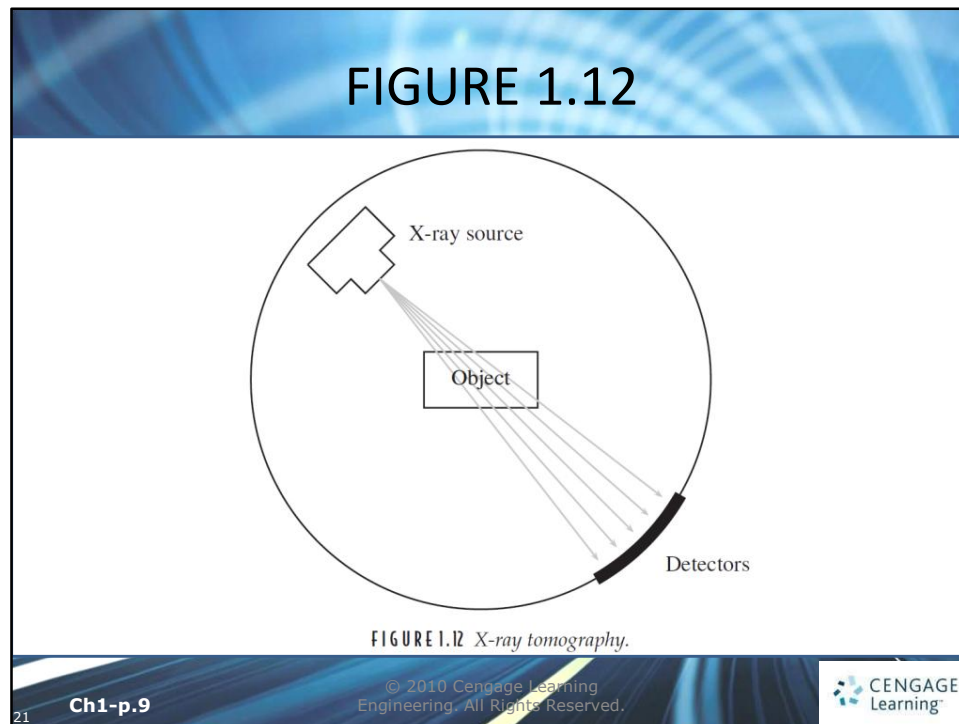 FIGURE 1.12
X-ray source
Object
Detectors
FIGURE 1.12 X-ray tomography.
21
Ch1-p.9
© 2010 Cengage Learning
Engineering. All Rights Reserved.
CENGAGE
Learning™